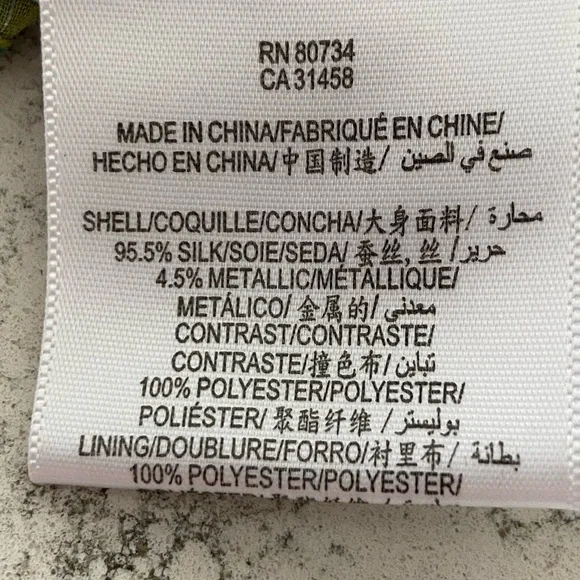 RN 80734
CA 31458
MADE IN CHINA/FABRIQUÉ EN CHINE/
HECHO EN CHINA/中国制造/ صنع في الصين
SHELL/COQUILLE/CONCHA/大身面料/ محارة
95.5% SILK/SOIE/SEDA/ 蚕丝, 丝 /حرير
4.5% METALLIC/MÉTALLIQUE/
METÁLICO/ 金属的/ معدني
CONTRAST/CONTRASTE/
CONTRASTE/撞色布/ تباين
100% POLYESTER/POLYESTER/
POLIÉSTER/ 聚酯纤维 / بوليستر
LINING/DOUBLURE/FORRO/衬里布/ بطانة
100% POLYESTER/POLYESTER/